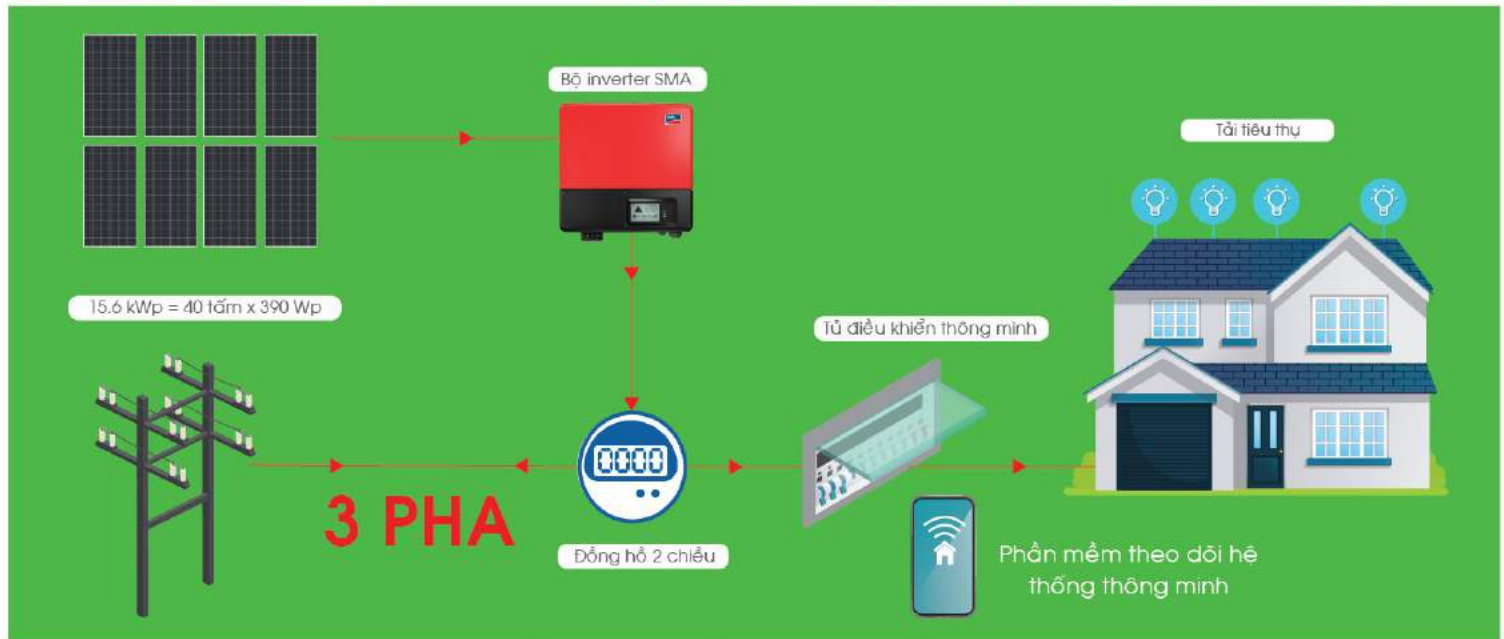 Bộ inverter SMA
Tải tiêu thụ
15.6 kWp = 40 tấm x 390 Wp
Tủ điều khiển thông minh
0000
3 PHA
Đồng hồ 2 chiều
Phần mềm theo dõi hệ
thống thông minh